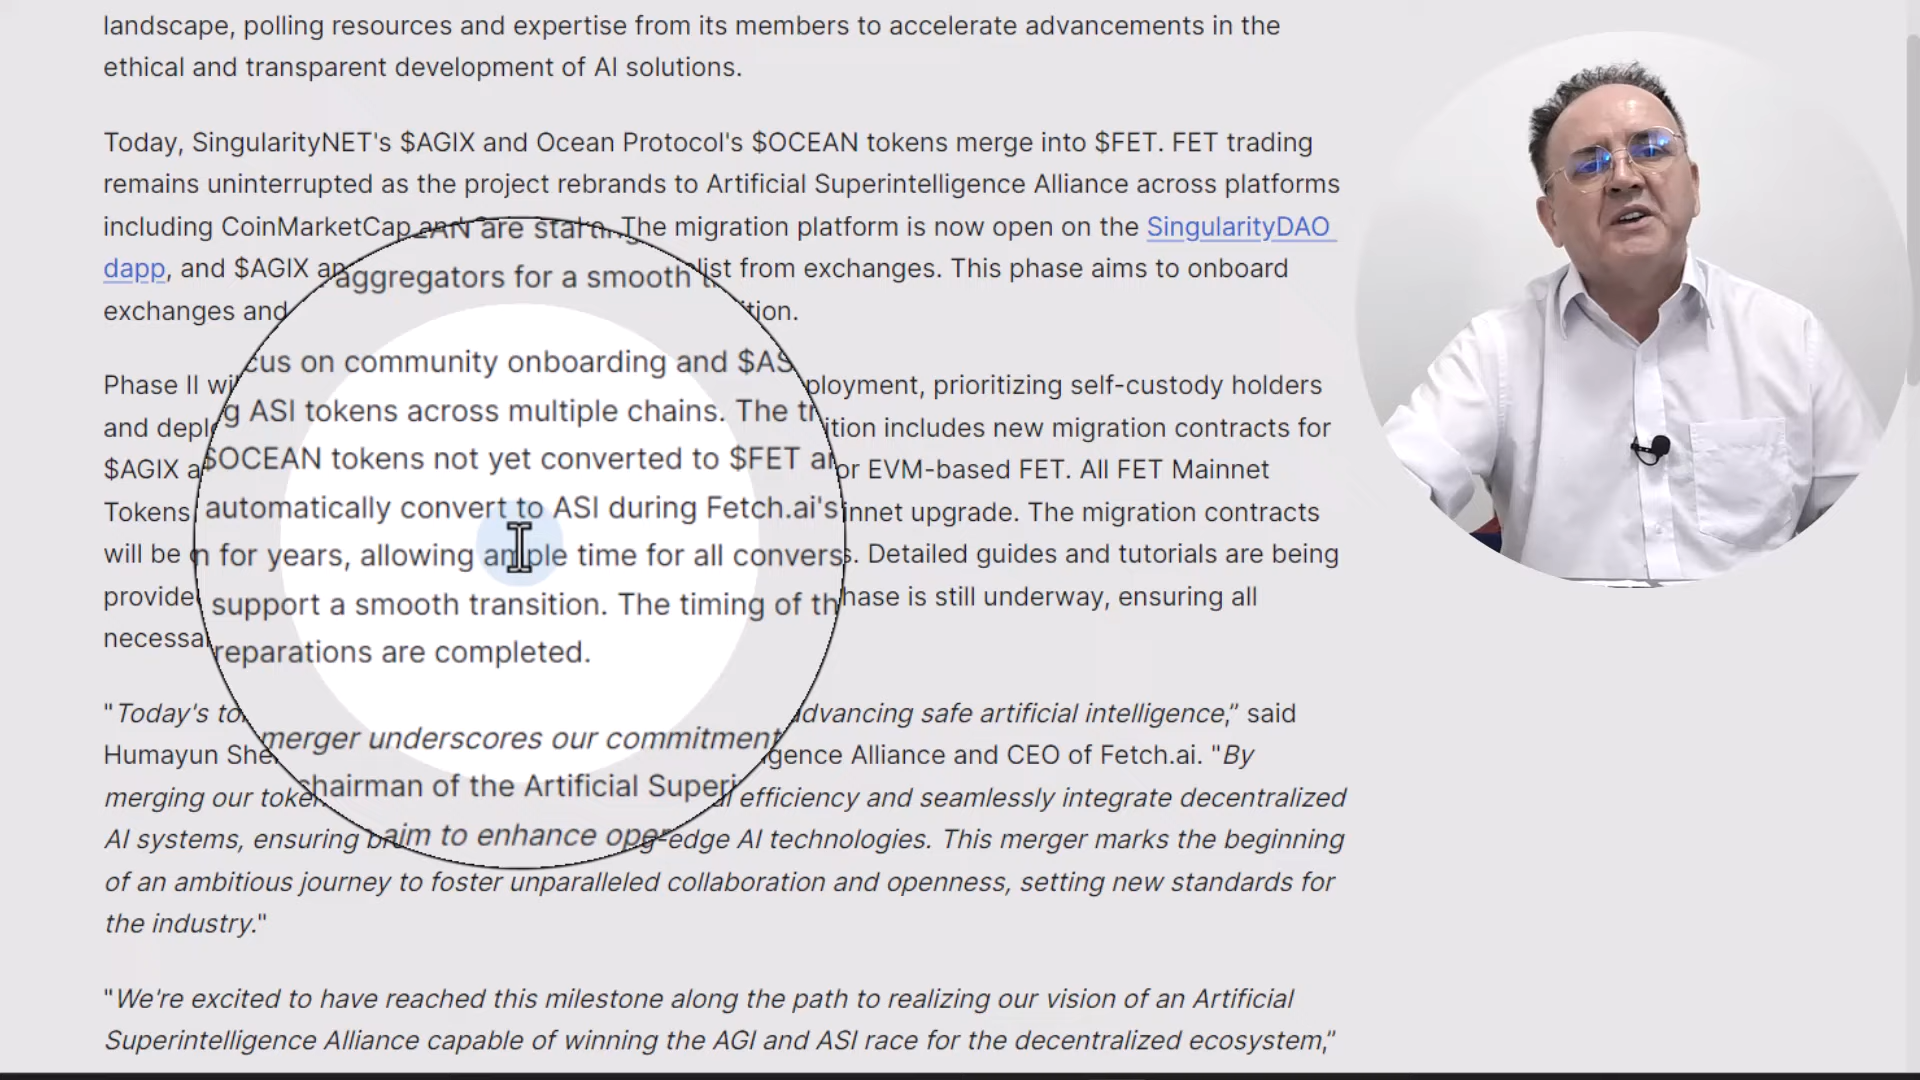 landscape, polling resources and expertise from its members to accelerate advancements in the
ethical and transparent development of AI solutions.
Today, SingularityNET's $AGIX and Ocean Protocol's $OCEAN tokens merge into $FET. FET trading
remains uninterrupted as the project rebrands to Artificial Superintelligence Alliance across platforms
including CoinMarketCap The migration platform is now open on the SingularityDAO
dapp, and $AGIX list from exchanges. This phase aims to onboard
exchanges and tion.
Phase II ployment, prioritizing self-custody holders
and ition includes new migration contracts for
$AGIX or EVM-based FET. All FET Mainnet
Tokens innet upgrade. The migration contracts
will be Detailed guides and tutorials are being
provide hase is still underway, ensuring all
necessa
are
aggregators for a smooth
cus on community onboarding and $AS
g ASI tokens across multiple chains. The tr
$OCEAN tokens not yet converted to $FET
automatically convert to ASI during Fetch.ai's
n for years, allowing ample time for all convers
support a smooth transition. The timing of th
reparations are completed.
merger underscores our commitment
chairman of the Artificial Superi
aim to enhance oper
"Today's to dvancing safe artificial intelligence,” said
Humayun She gence Alliance and CEO of Fetch.ai. "By
merging our toke efficiency and seamlessly integrate decentralized
AI systems, ensuring -edge AI technologies. This merger marks the beginning
of an ambitious journey to foster unparalleled collaboration and openness, setting new standards for
the industry."
"We're excited to have reached this milestone along the path to realizing our vision of an Artificial
Superintelligence Alliance capable of winning the AGI and ASI race for the decentralized ecosystem,”